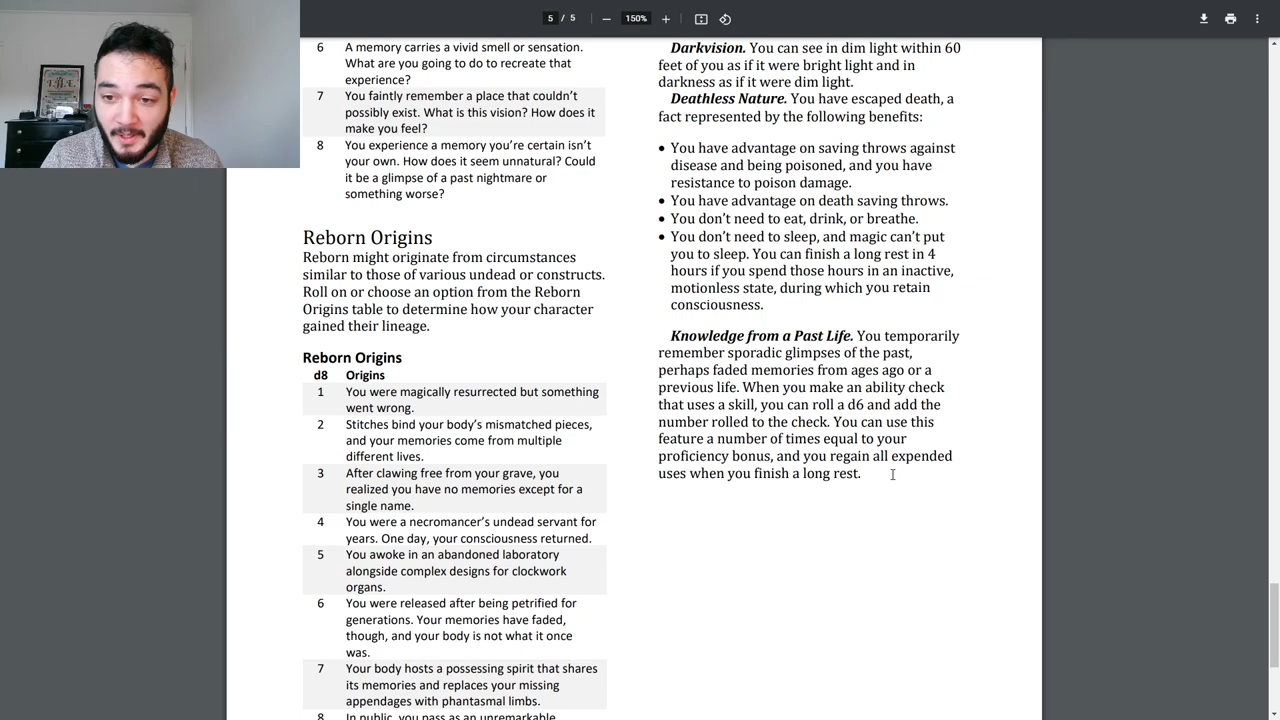 5 / 5
150%
6 A memory carries a vivid smell or sensation.
What are you going to do to recreate that
experience?
7 You faintly remember a place that couldn't
possibly exist. What is this vision? How does it
make you feel?
8 You experience a memory you're certain isn't
your own. How does it seem unnatural? Could
it be a glimpse of a past nightmare or
something worse?
Reborn Origins
Reborn might originate from circumstances
similar to those of various undead or constructs.
Roll on or choose an option from the Reborn
Origins table to determine how your character
gained their lineage.
Reborn Origins
d8 Origins
1 You were magically resurrected but something
went wrong.
2 Stitches bind your body's mismatched pieces,
and your memories come from multiple
different lives.
3 After clawing free from your grave, you
realized you have no memories except for a
single name.
4 You were a necromancer's undead servant for
years. One day, your consciousness returned.
5 You awoke in an abandoned laboratory
alongside complex designs for clockwork
organs.
6 You were released after being petrified for
generations. Your memories have faded,
though, and your body is not what it once
was.
7 Your body hosts a possessing spirit that shares
its memories and replaces your missing
appendages with phantasmal limbs.
8 In public, you pass as an unremarkable
Darkvision. You can see in dim light within 60
feet of you as if it were bright light and in
darkness as if it were dim light.
Deathless Nature. You have escaped death, a
fact represented by the following benefits:
• You have advantage on saving throws against
disease and being poisoned, and you have
resistance to poison damage.
• You have advantage on death saving throws.
• You don't need to eat, drink, or breathe.
• You don't need to sleep, and magic can't put
you to sleep. You can finish a long rest in 4
hours if you spend those hours in an inactive,
motionless state, during which you retain
consciousness.
Knowledge from a Past Life. You temporarily
remember sporadic glimpses of the past,
perhaps faded memories from ages ago or a
previous life. When you make an ability check
that uses a skill, you can roll a d6 and add the
number rolled to the check. You can use this
feature a number of times equal to your
proficiency bonus, and you regain all expended
uses when you finish a long rest.